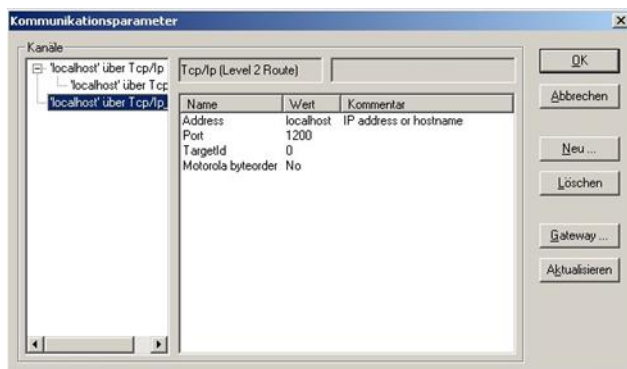 Kommunikationsparameter
Kanäle
'localhost' über Tcp/Ip
'localhost' über Tcp
'localhost' über Tcp/Ip_
Tcp/Ip (Level 2 Route)
Name Wert Kommentar
Address localhost IP address or hostname
Port 1200
TargetId 0
Motorola byteorder No
OK
Abbrechen
Neu ...
Löschen
Gateway ...
Aktualisieren